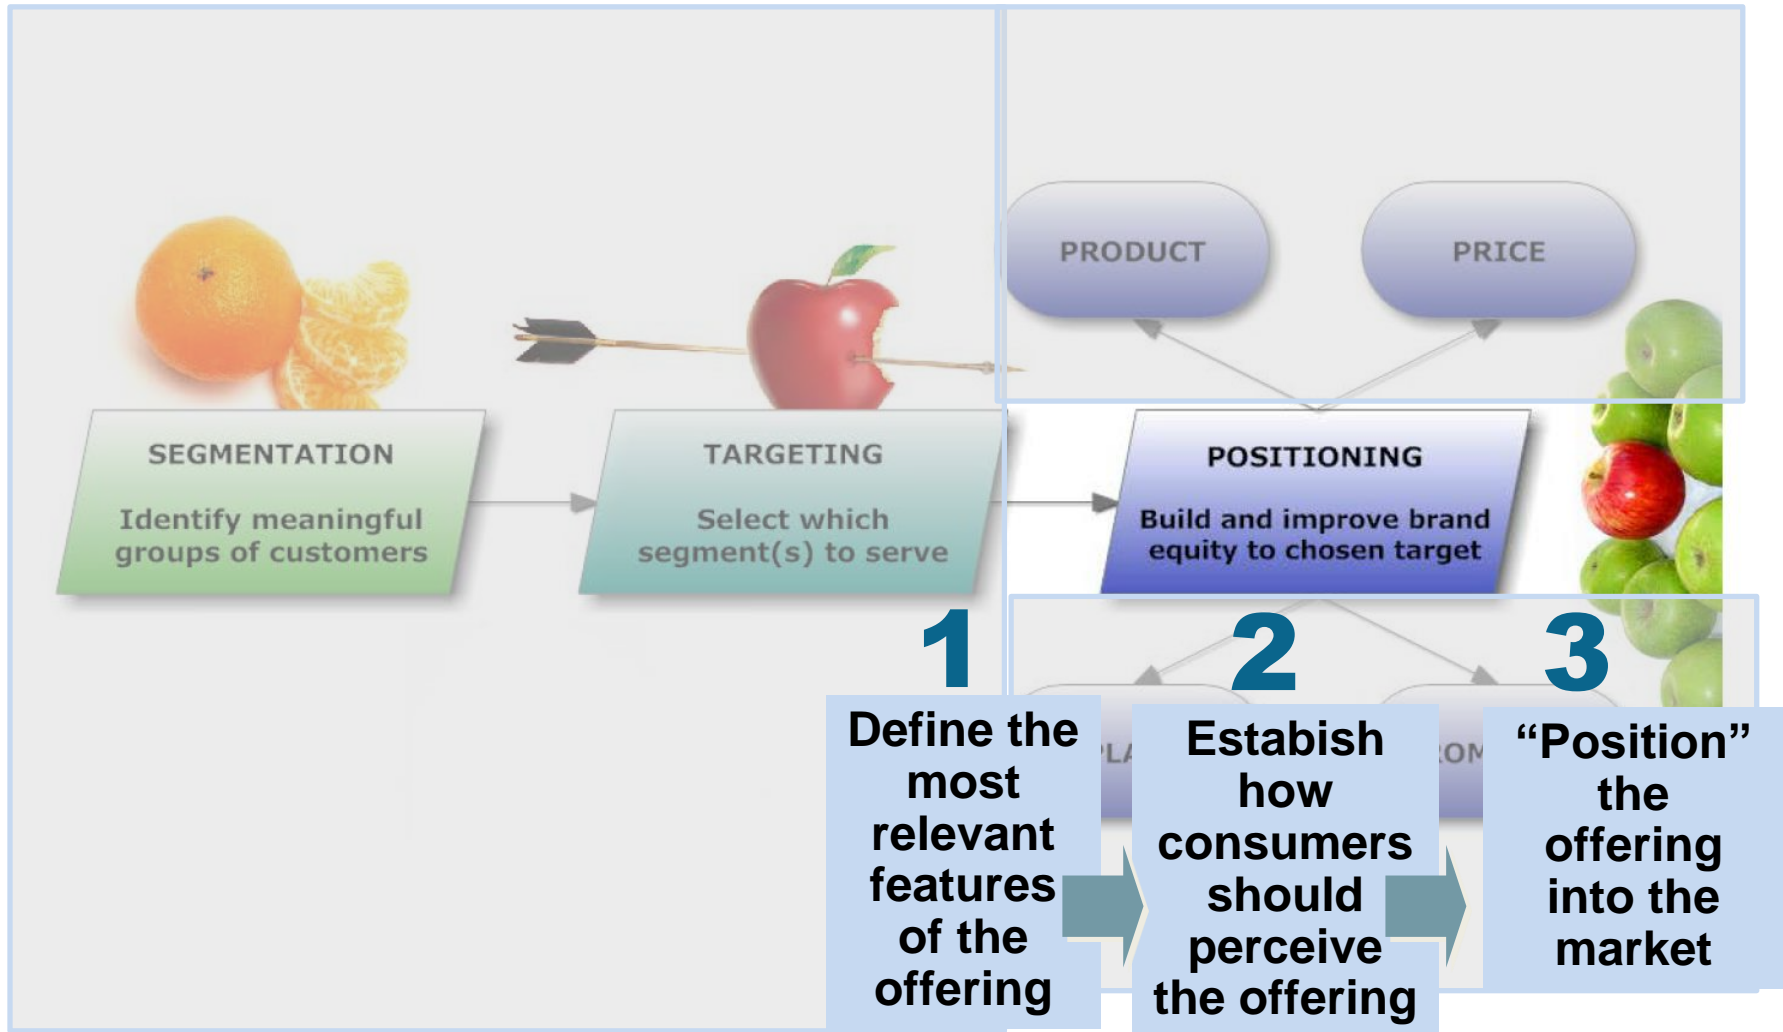 PRODUCT
PRICE
SEGMENTATION
Identify meaningful
groups of customers
TARGETING
Select which
segment(s) to serve
POSITIONING
Build and improve brand
equity to chosen target
1
Define the
most
relevant
features
of the
offering
2
Estabish
how
consumers
should
perceive
the offering
3
“Position”
the
offering
into the
market